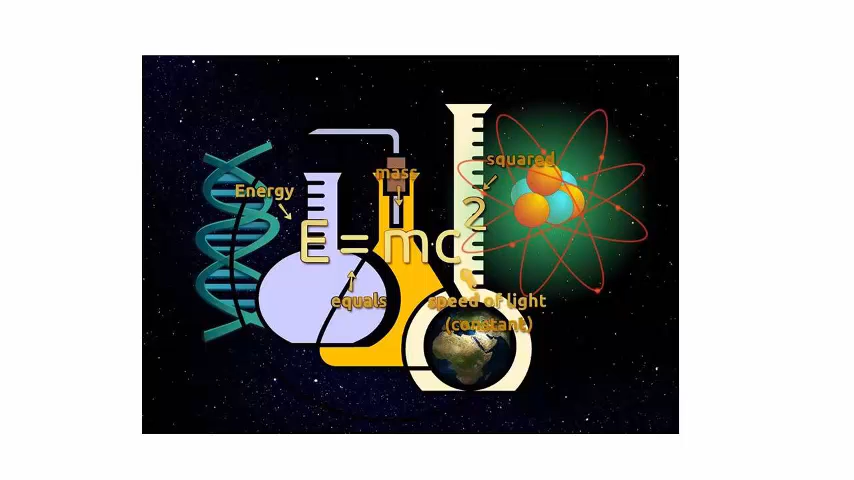 squared
mass
Energy
E=mc²
equals
speed of light
(constant)